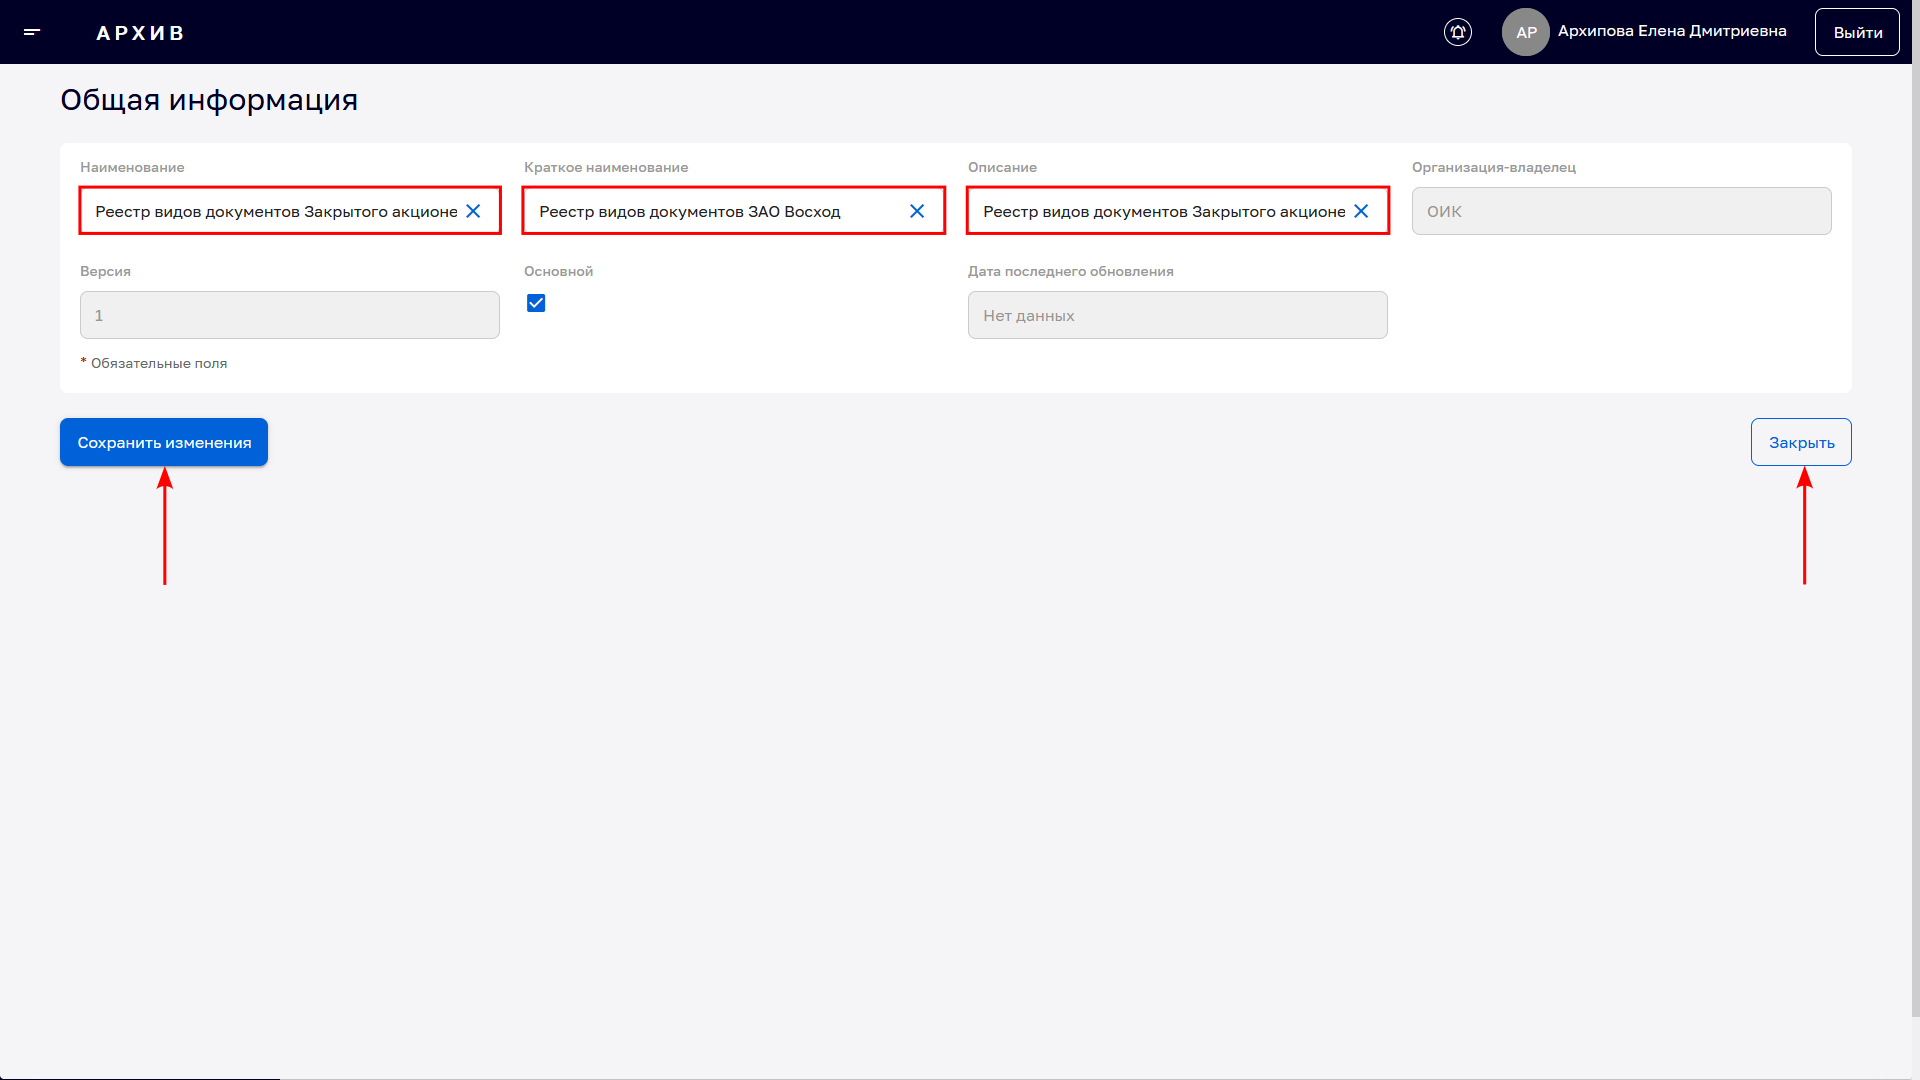 АРХИВ
АР
Архипова Елена Дмитриевна
Выйти
Общая информация
Наименование
Краткое наименование
Описание
Организация-владелец
Реестр видов документов Закрытого акционе
Реестр видов документов ЗАО Восход
Реестр видов документов Закрытого акционе
ОИК
Версия
Основной
Дата последнего обновления
1
Нет данных
* Обязательные поля
Сохранить изменения
Закрыть